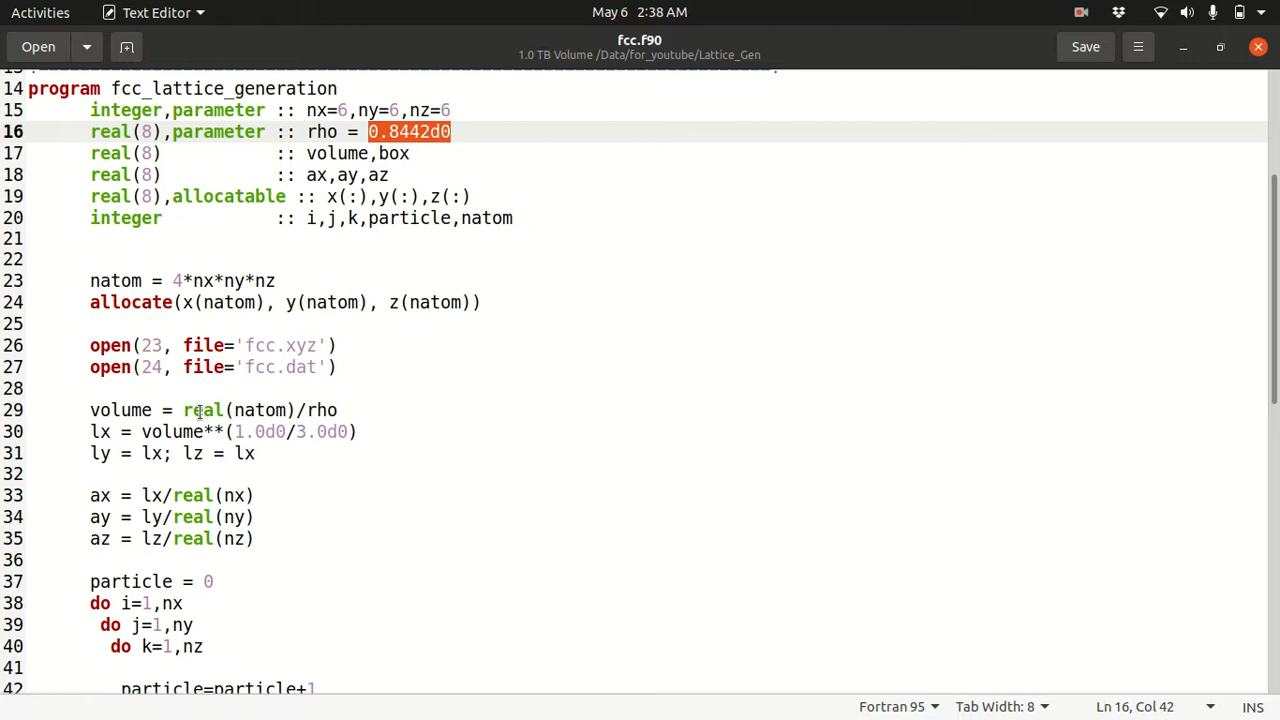 Activities Text Editor May 6 2:38 AM
Open fcc.f90 Save
1.0 TB Volume /Data/for_youtube/Lattice_Gen
14 program fcc_lattice_generation
15 integer,parameter :: nx=6,ny=6,nz=6
16 real(8),parameter :: rho = 0.8442d0
17 real(8) :: volume,box
18 real(8) :: ax,ay,az
19 real(8),allocatable :: x(:),y(:),z(:)
20 integer :: i,j,k,particle,natom
21
22
23 natom = 4*nx*ny*nz
24 allocate(x(natom), y(natom), z(natom))
25
26 open(23, file='fcc.xyz')
27 open(24, file='fcc.dat')
28
29 volume = real(natom)/rho
30 lx = volume**(1.0d0/3.0d0)
31 ly = lx; lz = lx
32
33 ax = lx/real(nx)
34 ay = ly/real(ny)
35 az = lz/real(nz)
36
37 particle = 0
38 do i=1,nx
39 do j=1,ny
40 do k=1,nz
41
42 particle=particle+1
Fortran 95 Tab Width: 8 Ln 16, Col 42 INS